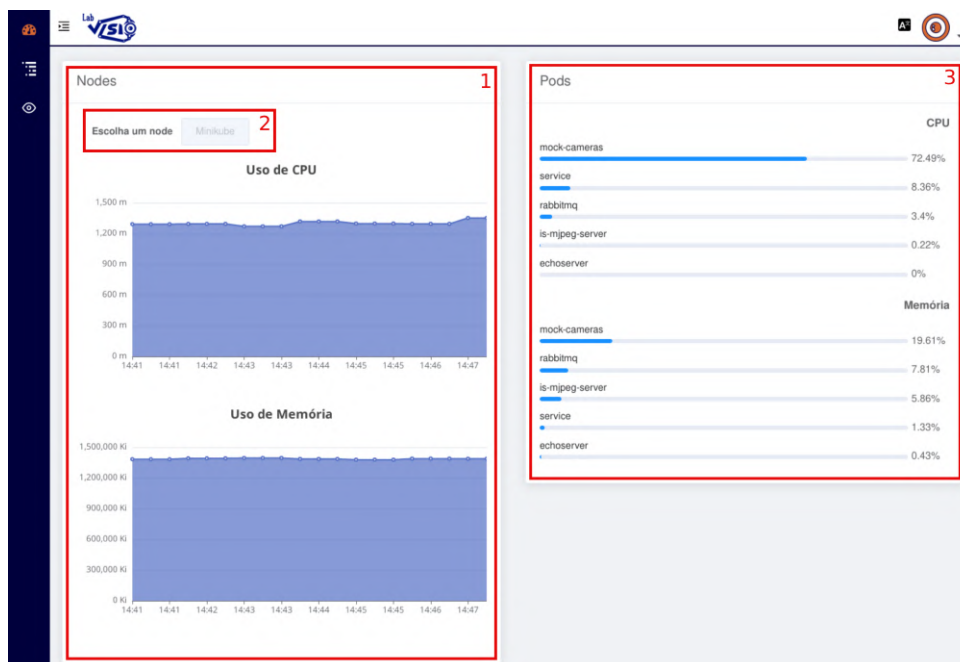 Lab
VISIO
A
Nodes
1
Escolha um node
Minikube
2
Uso de CPU
1,500 m
1,200 m
900 m
600 m
300 m
0 m
14:41 14:41 14:42 14:42 14:43 14:43 14:44 14:45 14:45 14:46 14:47
Uso de Memória
1,500,000 Ki
1,200,000 Ki
900,000 Ki
600,000 Ki
300,000 Ki
0 Ki
14:41 14:41 14:42 14:42 14:43 14:43 14:44 14:45 14:45 14:46 14:47
Pods
3
CPU
mock-cameras
72.49%
service
8.36%
rabbitmq
3.4%
is-mjpeg-server
0.22%
echoserver
0%
Memória
mock-cameras
19.61%
rabbitmq
7.81%
is-mjpeg-server
5.86%
service
1.33%
echoserver
0.43%